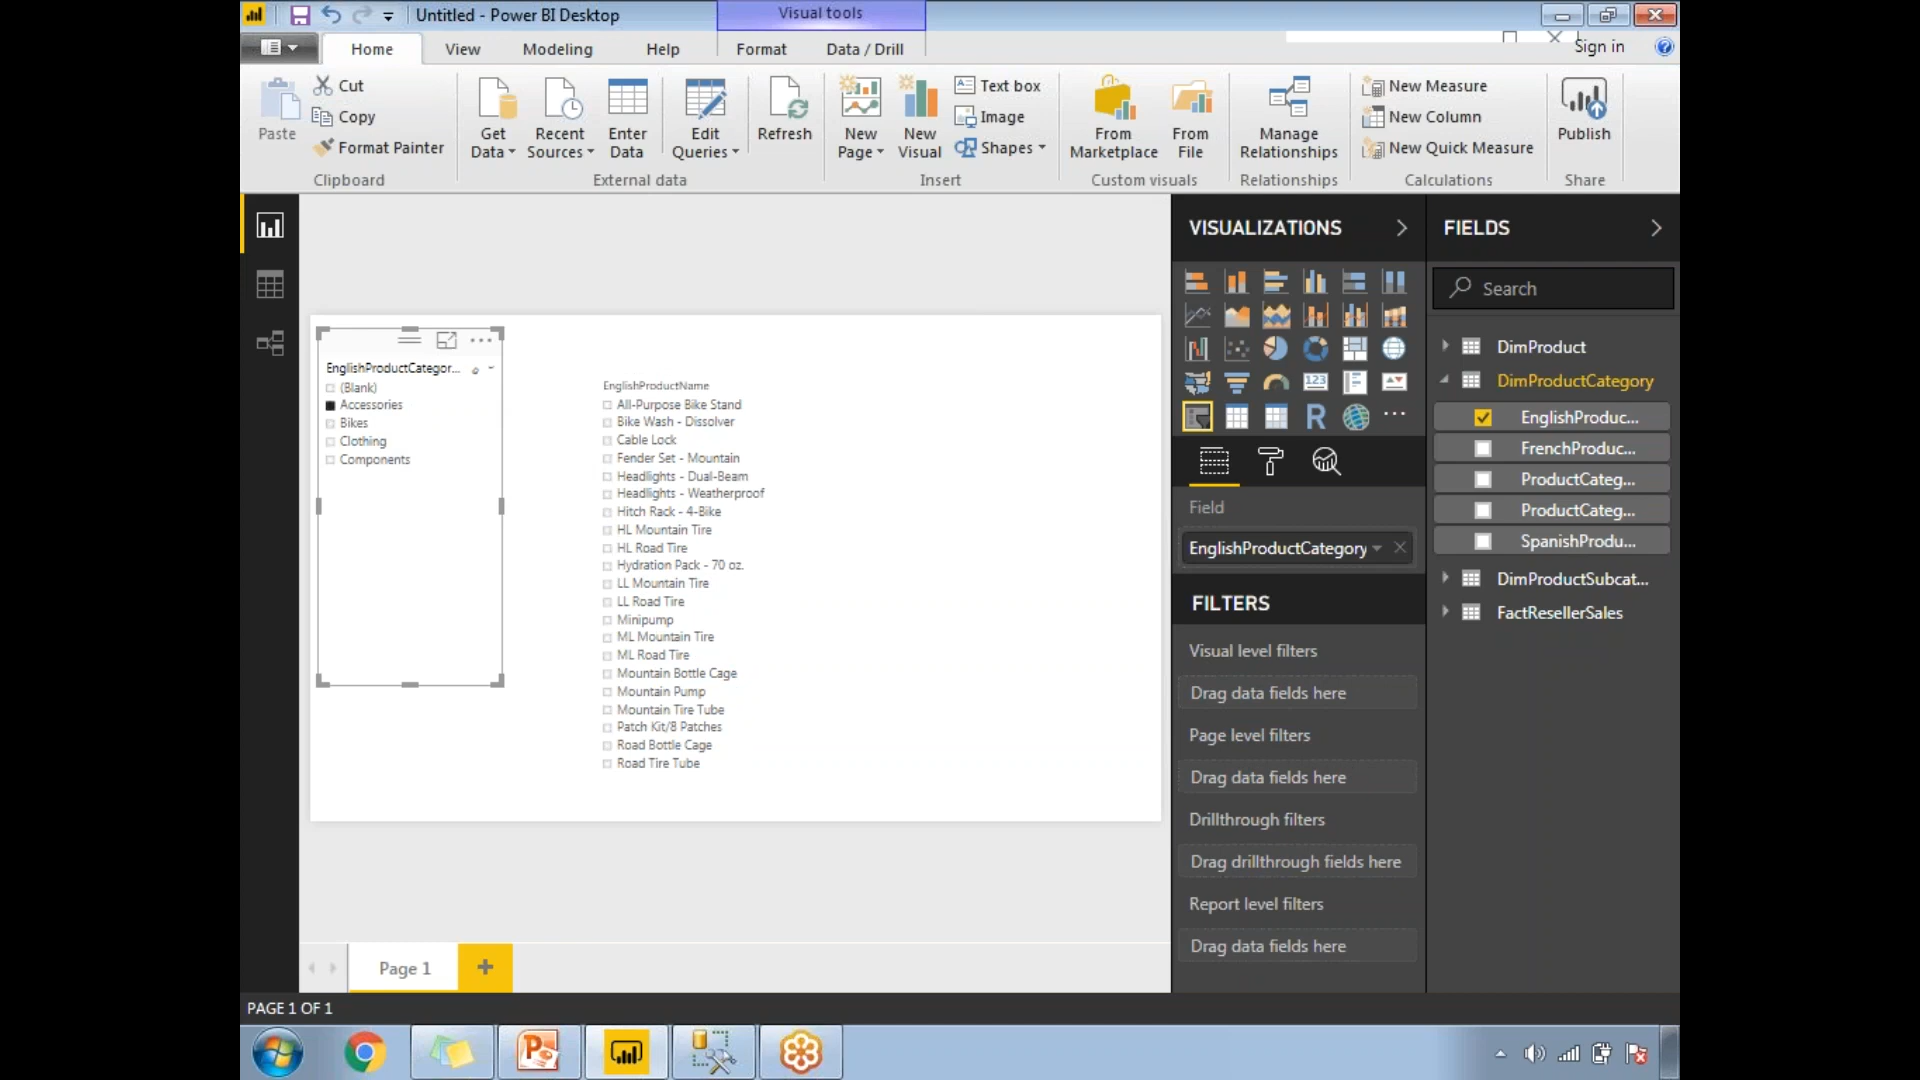 Untitled - Power BI Desktop
Visual tools
Home
View
Modeling
Help
Format
Data / Drill
Sign in
Paste
Cut
Copy
Format Painter
Clipboard
Get Data
Recent Sources
Enter Data
Edit Queries
Refresh
External data
New Page
New Visual
Text box
Image
Shapes
Insert
From Marketplace
From File
Custom visuals
Manage Relationships
Relationships
New Measure
New Column
New Quick Measure
Calculations
Publish
Share
EnglishProductCategor...
(Blank)
Accessories
Bikes
Clothing
Components
EnglishProductName
All-Purpose Bike Stand
Bike Wash - Dissolver
Cable Lock
Fender Set - Mountain
Headlights - Dual-Beam
Headlights - Weatherproof
Hitch Rack - 4-Bike
HL Mountain Tire
HL Road Tire
Hydration Pack - 70 oz.
LL Mountain Tire
LL Road Tire
Minipump
ML Mountain Tire
ML Road Tire
Mountain Bottle Cage
Mountain Pump
Mountain Tire Tube
Patch Kit/8 Patches
Road Bottle Cage
Road Tire Tube
VISUALIZATIONS
123
R
Field
EnglishProductCategory
FILTERS
Visual level filters
Drag data fields here
Page level filters
Drag data fields here
Drillthrough filters
Drag drillthrough fields here
Report level filters
Drag data fields here
FIELDS
Search
DimProduct
DimProductCategory
EnglishProduc...
FrenchProduc...
ProductCateg...
ProductCateg...
SpanishProdu...
DimProductSubcat...
FactResellerSales
Page 1
PAGE 1 OF 1